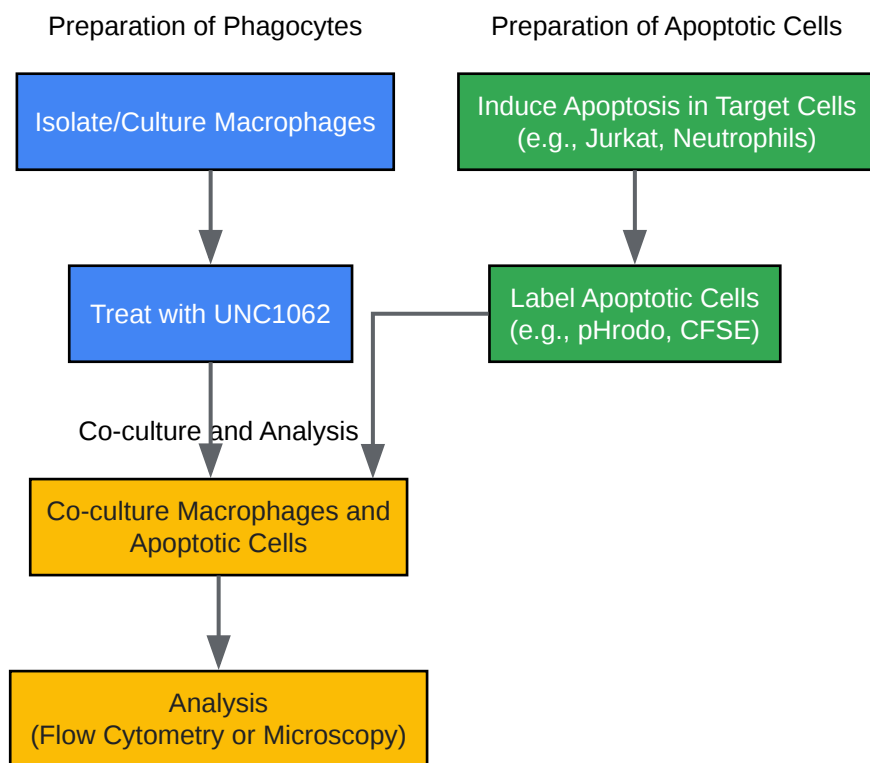 Preparation of Phagocytes
Preparation of Apoptotic Cells
Isolate/Culture Macrophages
Induce Apoptosis in Target Cells
(e.g., Jurkat, Neutrophils)
Treat with UNC1062
Label Apoptotic Cells
(e.g., pHrodo, CFSE)
Co-culture and Analysis
Co-culture Macrophages and
Apoptotic Cells
Analysis
(Flow Cytometry or Microscopy)